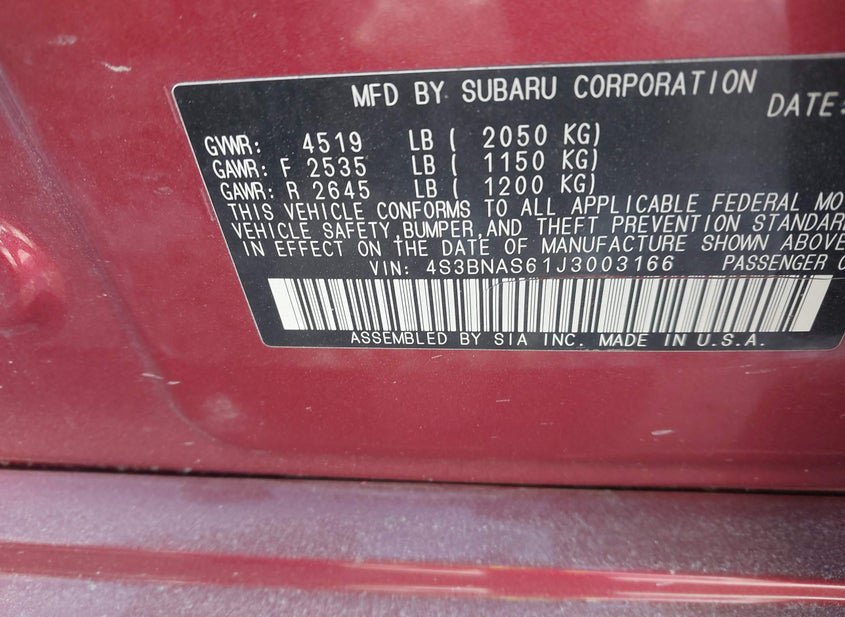 MFD BY SUBARU CORPORATION
DATE:
GVWR: 4519 LB ( 2050 KG)
GAWR: F 2535 LB ( 1150 KG)
GAWR: R 2645 LB ( 1200 KG)
THIS VEHICLE CONFORMS TO ALL APPLICABLE FEDERAL MO
VEHICLE SAFETY, BUMPER, AND THEFT PREVENTION STANDAR
IN EFFECT ON THE DATE OF MANUFACTURE SHOWN ABOVE
VIN: 4S3BNAS61J3003166 PASSENGER C
ASSEMBLED BY SIA INC. MADE IN U.S.A.